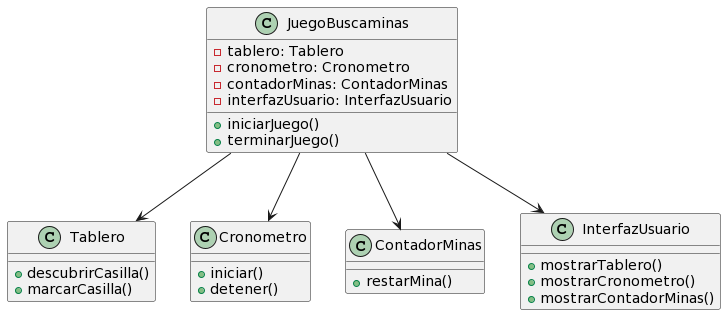 C JuegoBuscaminas
tablero: Tablero
cronometro: Cronometro
contadorMinas: ContadorMinas
interfazUsuario: InterfazUsuario
iniciarJuego()
terminarJuego()
C Tablero
descubrirCasilla()
marcarCasilla()
C Cronometro
iniciar()
detener()
C ContadorMinas
restarMina()
C InterfazUsuario
mostrarTablero()
mostrarCronometro()
mostrarContadorMinas()